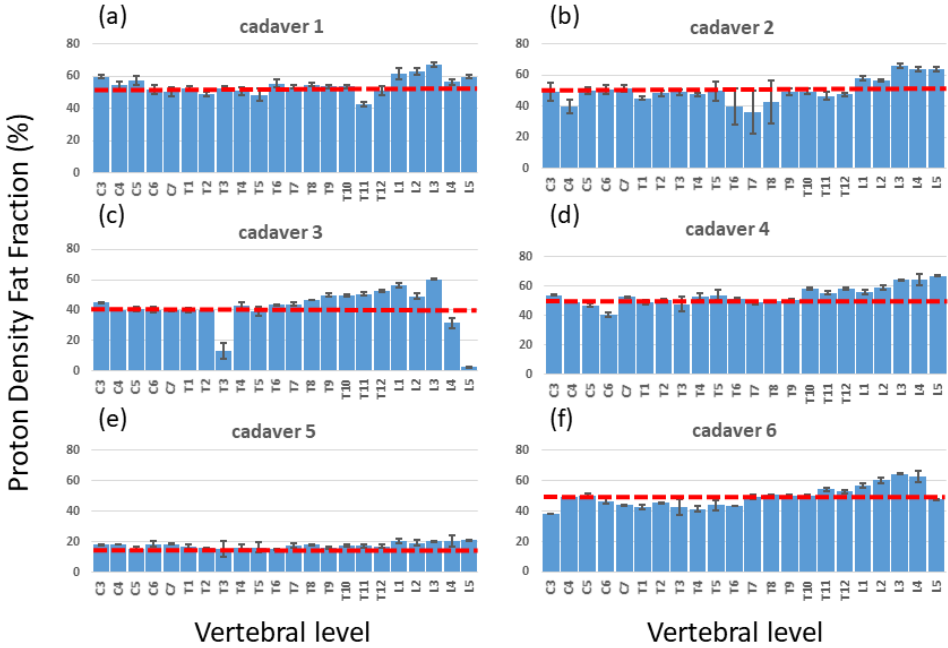 (a)
cadaver 1
80
60
40
20
0
C3 C4 C5 C6 C7 T1 T2 T3 T4 T5 T6 T7 T8 T9 T10 T11 T12 L1 L2 L3 L4 L5
(b)
cadaver 2
80
60
40
20
0
C3 C4 C5 C6 C7 T1 T2 T3 T4 T5 T6 T7 T8 T9 T10 T11 T12 L1 L2 L3 L4 L5
Proton Density Fat Fraction (%)
(c)
cadaver 3
80
60
40
20
0
C3 C4 C5 C6 C7 T1 T2 T3 T4 T5 T6 T7 T8 T9 T10 T11 T12 L1 L2 L3 L4 L5
(d)
cadaver 4
80
60
40
20
0
C3 C4 C5 C6 C7 T1 T2 T3 T4 T5 T6 T7 T8 T9 T10 T11 T12 L1 L2 L3 L4 L5
(e)
cadaver 5
80
60
40
20
0
C3 C4 C5 C6 C7 T1 T2 T3 T4 T5 T6 T7 T8 T9 T10 T11 T12 L1 L2 L3 L4 L5
(f)
cadaver 6
80
60
40
20
0
C3 C4 C5 C6 C7 T1 T2 T3 T4 T5 T6 T7 T8 T9 T10 T11 T12 L1 L2 L3 L4 L5
Vertebral level
Vertebral level